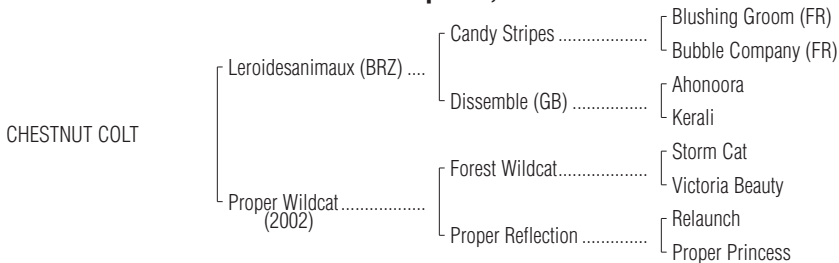 Blushing Groom (FR)
Candy Stripes ..................
Bubble Company (FR)
Leroidesanimaux (BRZ) ....
Ahonoora
Dissemble (GB) ...............
Kerali
CHESTNUT COLT
Storm Cat
Forest Wildcat..................
Victoria Beauty
Proper Wildcat..................
(2002)
Relaunch
Proper Reflection .............
Proper Princess